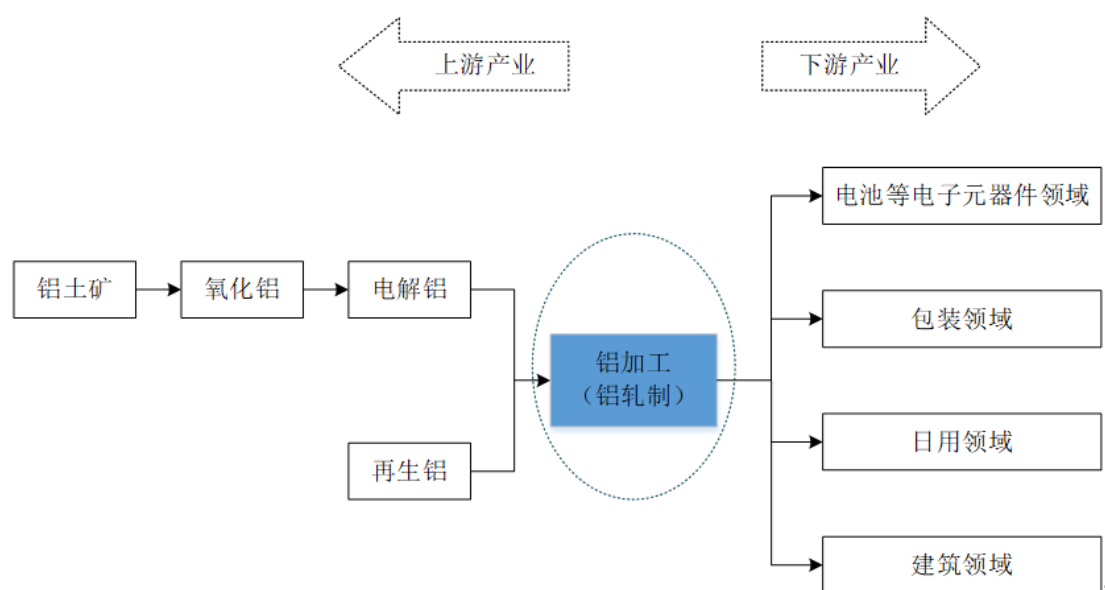 上游产业
下游产业
电池等电子元器件领域
铝土矿
氧化铝
电解铝
包装领域
铝加工
（铝轧制）
日用领域
再生铝
建筑领域